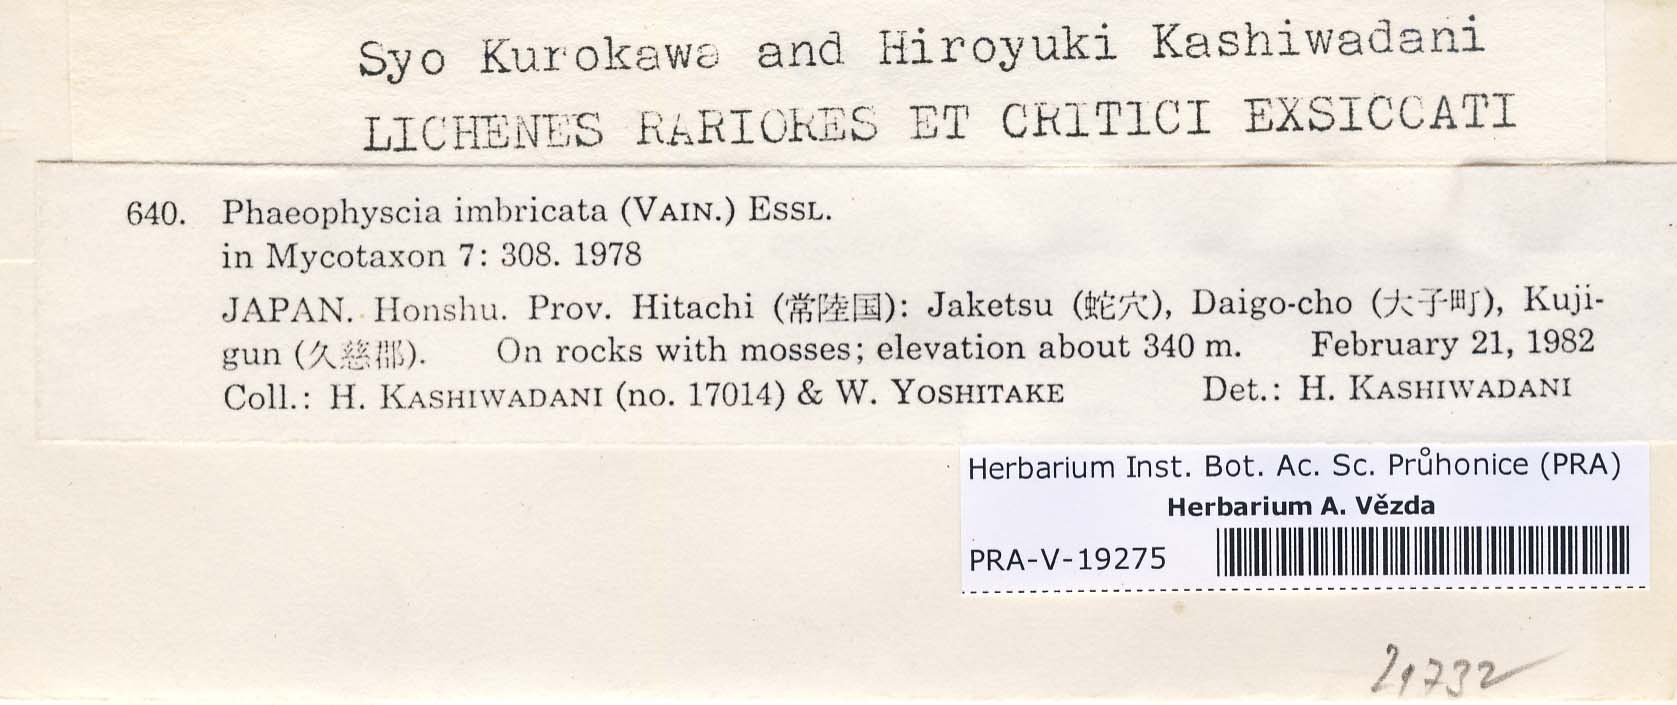 Syo Kurokawa and Hiroyuki Kashiwadani
LICHENES RARIORES ET CRITICI EXSICCATI
640. Phaeophyscia imbricata (VAIN.) ESSL.
in Mycotaxon 7: 308. 1978
JAPAN. Honshu. Prov. Hitachi (常陸国): Jaketsu (蛇穴), Daigo-cho (大子町), Kuji-
gun (久慈郡). On rocks with mosses; elevation about 340 m. February 21, 1982
Coll.: H. KASHIWADANI (no. 17014) & W. YOSHITAKE Det.: H. KASHIWADANI
Herbarium Inst. Bot. Ac. Sc. Průhonice (PRA)
Herbarium A. Vězda
PRA-V-19275
21732